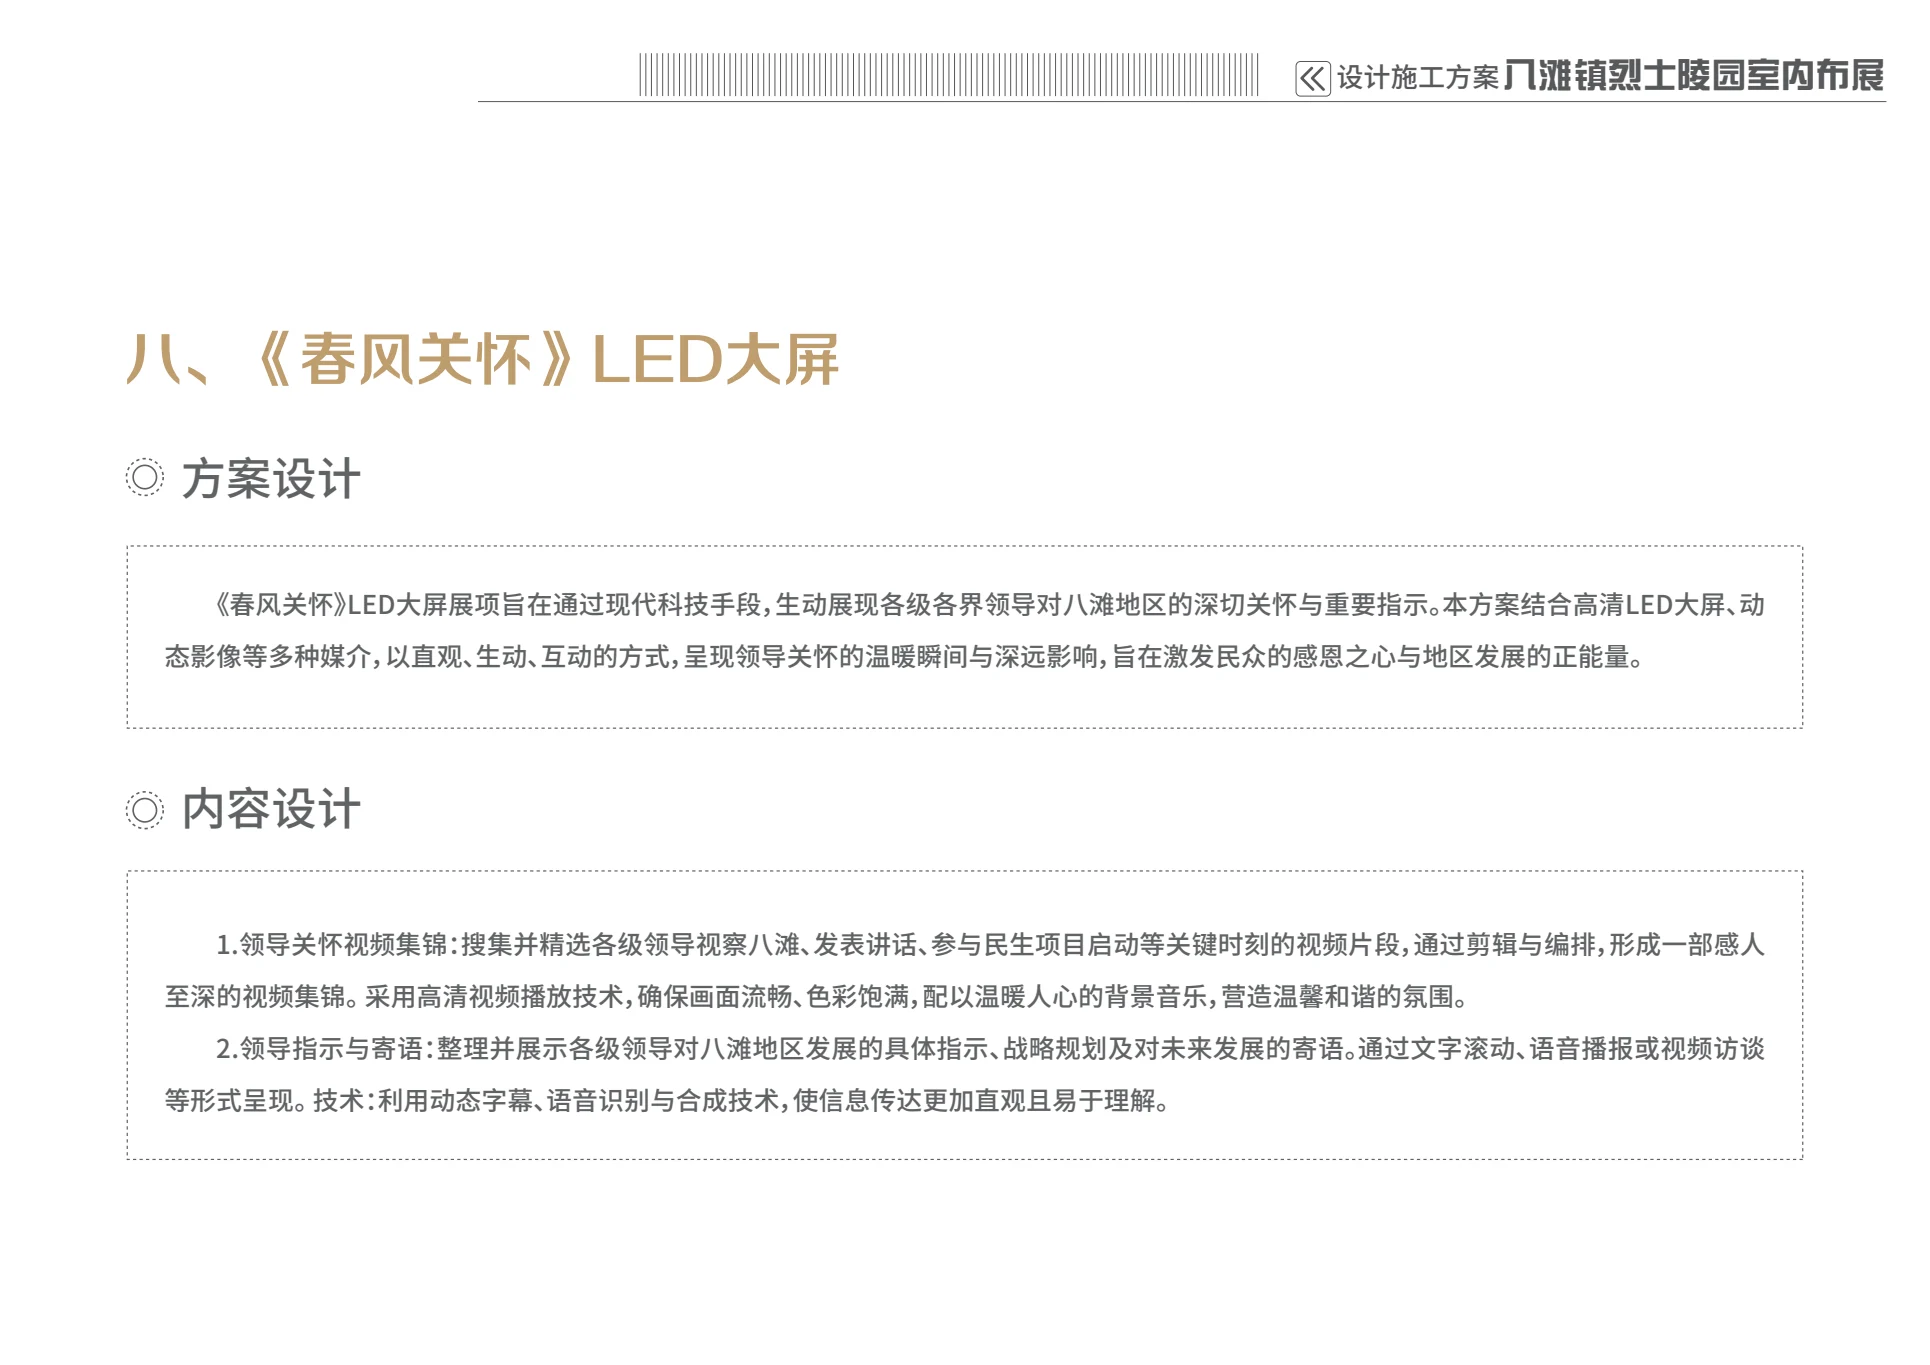 设计施工方案 八滩镇烈士陵园室内布展
八、《春风关怀》LED大屏
方案设计
《春风关怀》LED大屏展项旨在通过现代科技手段，生动展现各级各界领导对八滩地区的深切关怀与重要指示。本方案结合高清LED大屏、动
态影像等多种媒介，以直观、生动、互动的方式，呈现领导关怀的温暖瞬间与深远影响，旨在激发民众的感恩之心与地区发展的正能量。
内容设计
1.领导关怀视频集锦：搜集并精选各级领导视察八滩、发表讲话、参与民生项目启动等关键时刻的视频片段，通过剪辑与编排，形成一部感人
至深的视频集锦。采用高清视频播放技术，确保画面流畅、色彩饱满，配以温暖人心的背景音乐，营造温馨和谐的氛围。
2.领导指示与寄语：整理并展示各级领导对八滩地区发展的具体指示、战略规划及对未来发展的寄语。通过文字滚动、语音播报或视频访谈
等形式呈现。技术：利用动态字幕、语音识别与合成技术，使信息传达更加直观且易于理解。